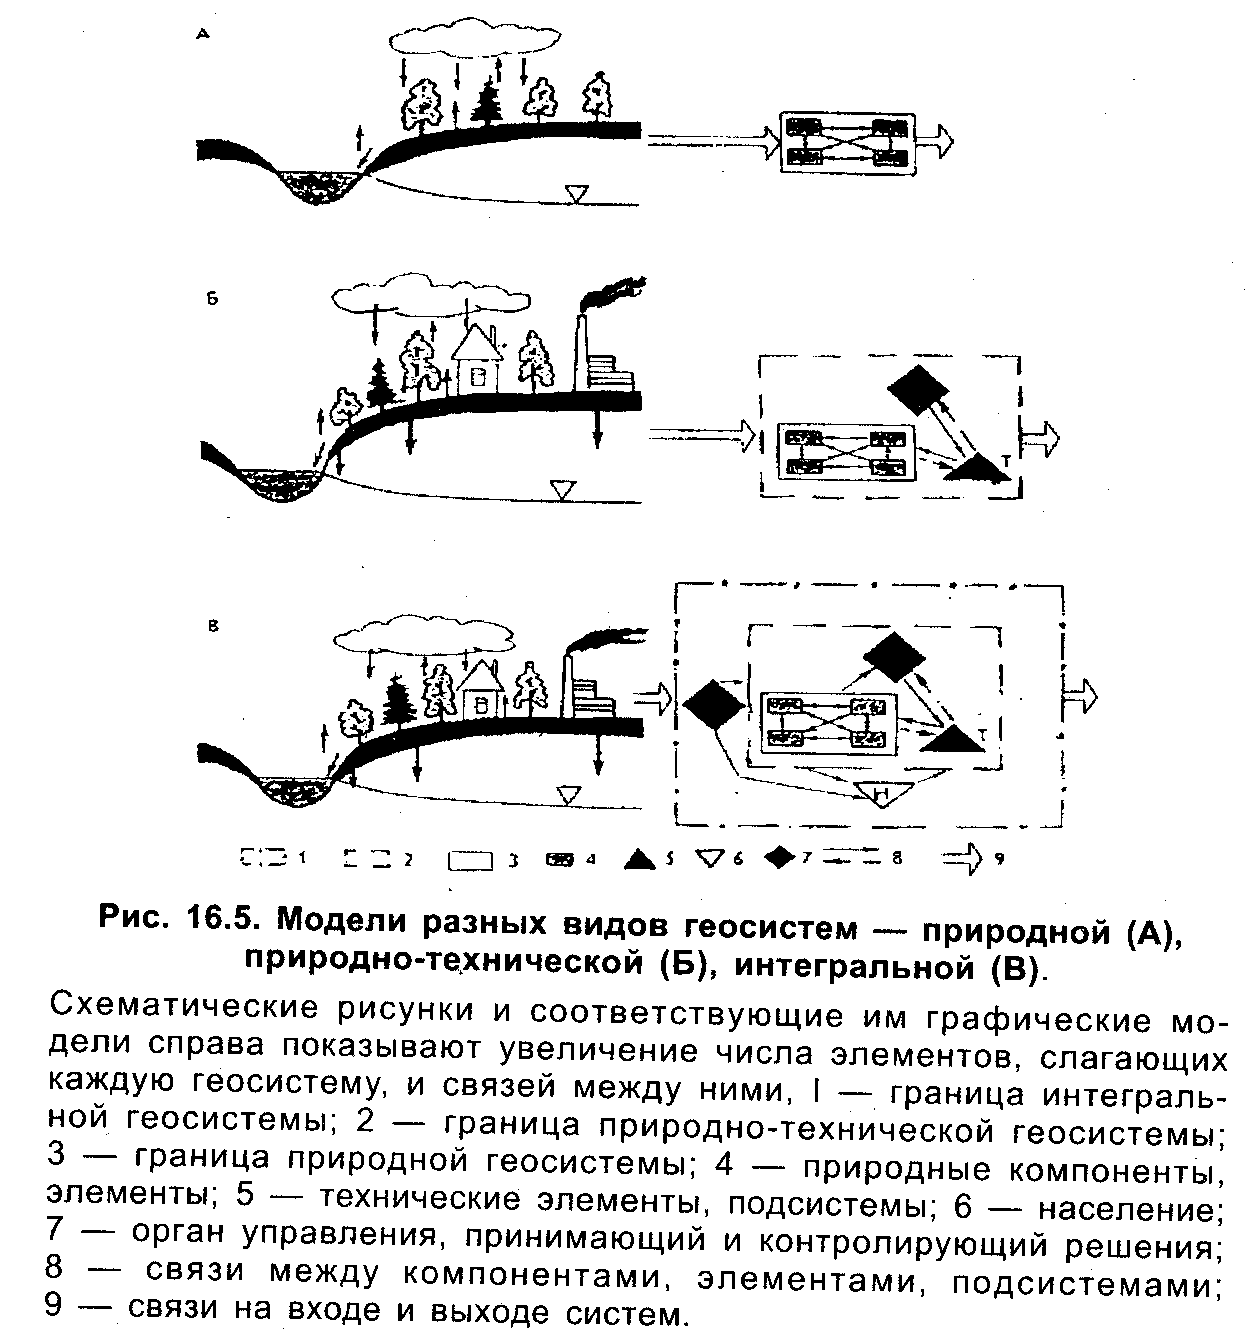 А
Б
Т
В
Т
Н
1 2 3 4 5 6 7 8 9
Рис. 16.5. Модели разных видов геосистем — природной (А),
природно-технической (Б), интегральной (В).
Схематические рисунки и соответствующие им графические мо-
дели справа показывают увеличение числа элементов, слагающих
каждую геосистему, и связей между ними, I — граница интеграль-
ной геосистемы; 2 — граница природно-технической геосистемы;
3 — граница природной геосистемы; 4 — природные компоненты,
элементы; 5 — технические элементы, подсистемы; 6 — население;
7 — орган управления, принимающий и контролирующий решения;
8 — связи между компонентами, элементами, подсистемами;
9 — связи на входе и выходе систем.